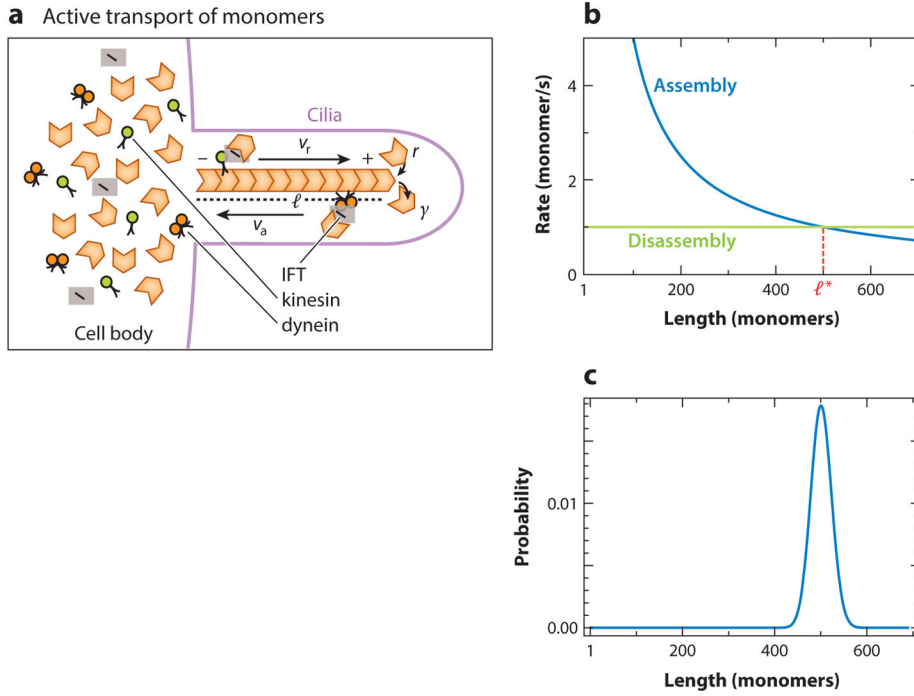 a Active transport of monomers
Cilia
v_r
− +
r
ℓ
γ
v_a
IFT
kinesin
dynein
Cell body
b
Rate (monomer/s)
4
2
0
Assembly
Disassembly
1 200 400 ℓ* 600
Length (monomers)
c
Probability
0.01
0.00
1 200 400 600
Length (monomers)